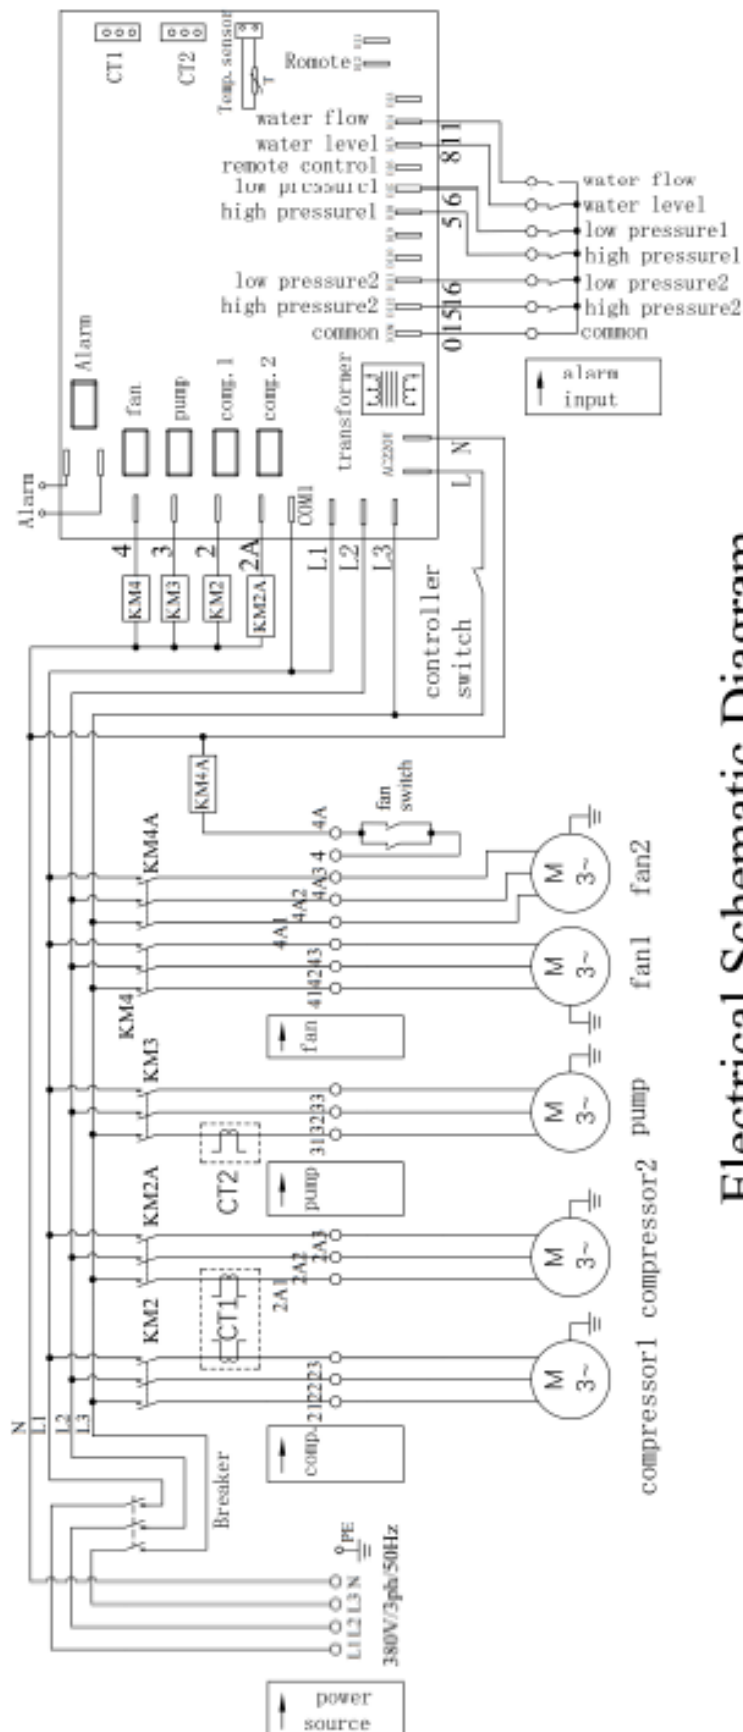 CT1
CT2
Temp. sensor
T
Romote
water flow
water level
remote control
low pressure1
high pressure1
low pressure2
high pressure2
common
11
8
6
5
16
15
0
water flow
water level
low pressure1
high pressure1
low pressure2
high pressure2
common
alarm
input
Alarm
fan
pump
comg.1
comg.2
transformer
AC220V
N
L
Alarm
COM1
4
3
2
2A
L1
L2
L3
KM4
KM3
KM2
KM2A
controller
switch
KM4A
fan
switch
4A
4
4A3
4A2
4A1
KM4A
43
42
41
KM4
fan
M
3~
fan2
M
3~
fan1
KM3
33
32
31
CT2
pump
M
3~
pump
KM2A
2A3
2A2
2A1
CT1
M
3~
compressor2
KM2
23
22
21
comp.
M
3~
compressor1
N
L1
L2
L3
Breaker
PE
L1 L2 L3 N
380V/3ph/50Hz
power
source
Electrical Schematic Diagram